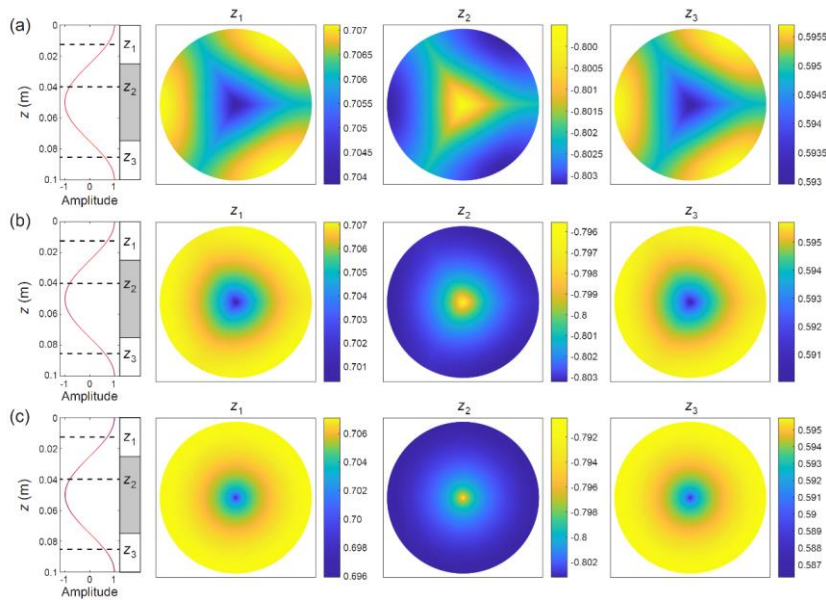 (a)
0
0.02
0.04
0.06
0.08
0.1
z (m)
-1 0 1
Amplitude
z1
z2
z3
z1
0.707
0.7065
0.706
0.7055
0.705
0.7045
0.704
z2
-0.800
-0.8005
-0.801
-0.8015
-0.802
-0.8025
-0.803
z3
0.5955
0.595
0.5945
0.594
0.5935
0.593
(b)
0
0.02
0.04
0.06
0.08
0.1
z (m)
-1 0 1
Amplitude
z1
z2
z3
z1
0.707
0.706
0.705
0.704
0.703
0.702
0.701
z2
-0.796
-0.797
-0.798
-0.799
-0.8
-0.801
-0.802
-0.803
z3
0.595
0.594
0.593
0.592
0.591
(c)
0
0.02
0.04
0.06
0.08
0.1
z (m)
-1 0 1
Amplitude
z1
z2
z3
z1
0.706
0.704
0.702
0.70
0.698
0.696
z2
-0.792
-0.794
-0.796
-0.798
-0.80
-0.802
z3
0.595
0.594
0.593
0.592
0.591
0.590
0.589
0.588
0.587